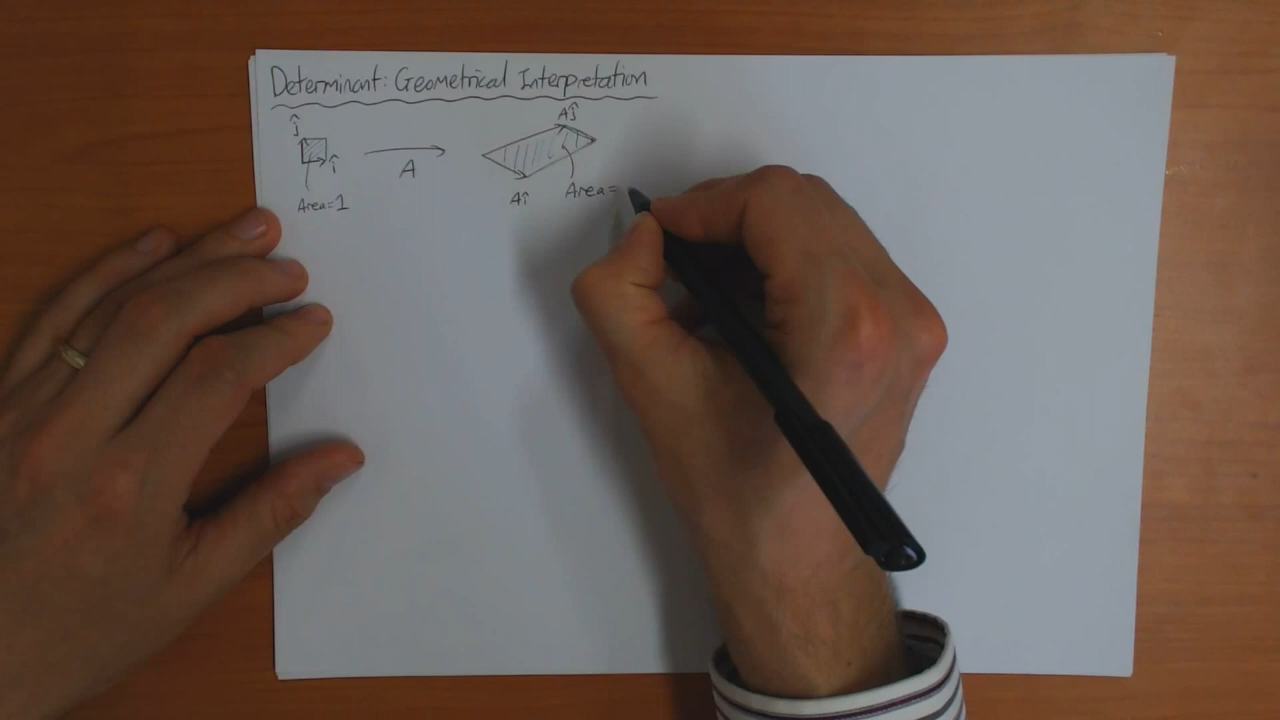 Determinant: Geometrical Interpretation
ĵ
î
Area=1
A
Aĵ
Aî
Area=